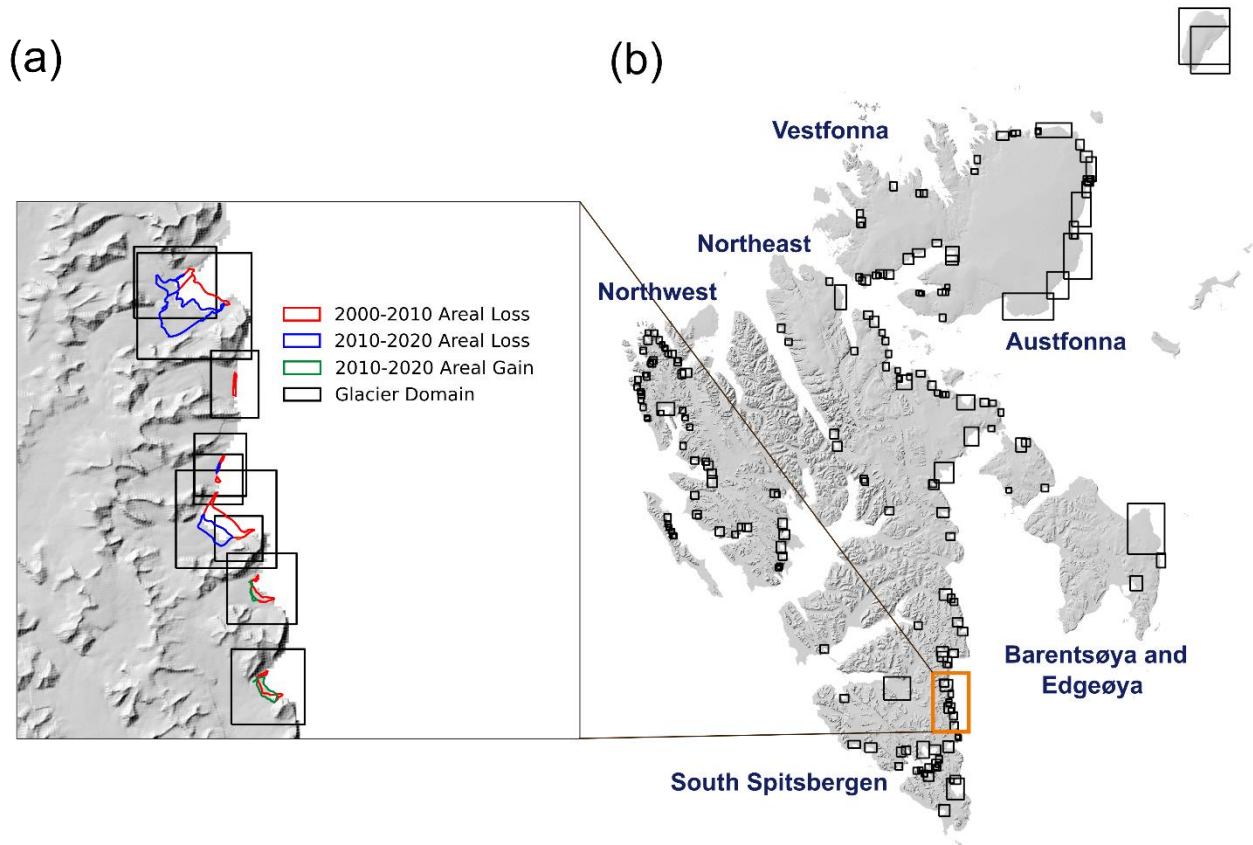 (a)
(b)
Vestfonna
Northeast
Northwest
2000-2010 Areal Loss
2010-2020 Areal Loss
2010-2020 Areal Gain
Glacier Domain
Austfonna
Barentsøya and
Edgeøya
South Spitsbergen